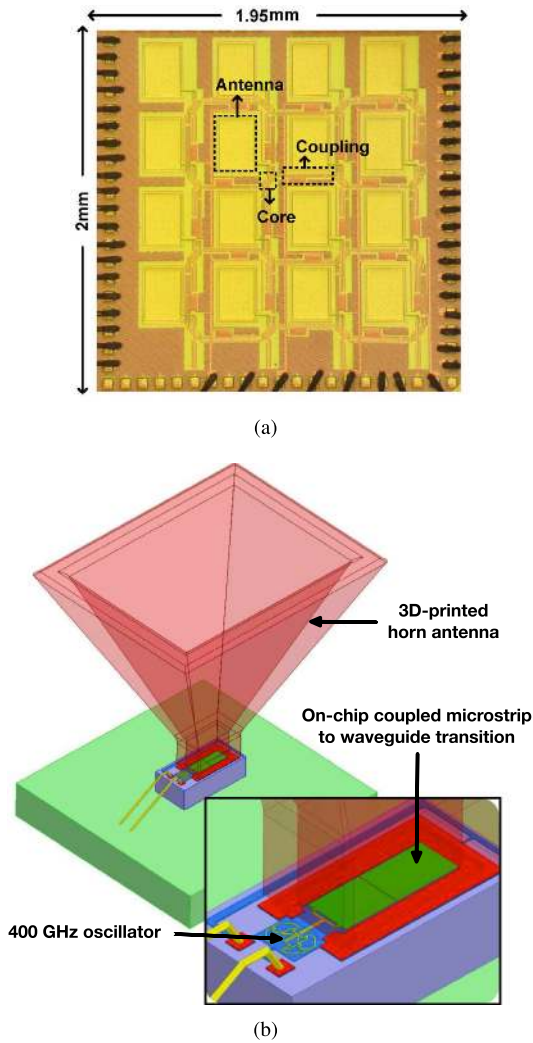 1.95mm
2mm
Antenna
Coupling
Core
(a)
3D-printed
horn antenna
On-chip coupled microstrip
to waveguide transition
400 GHz oscillator
(b)